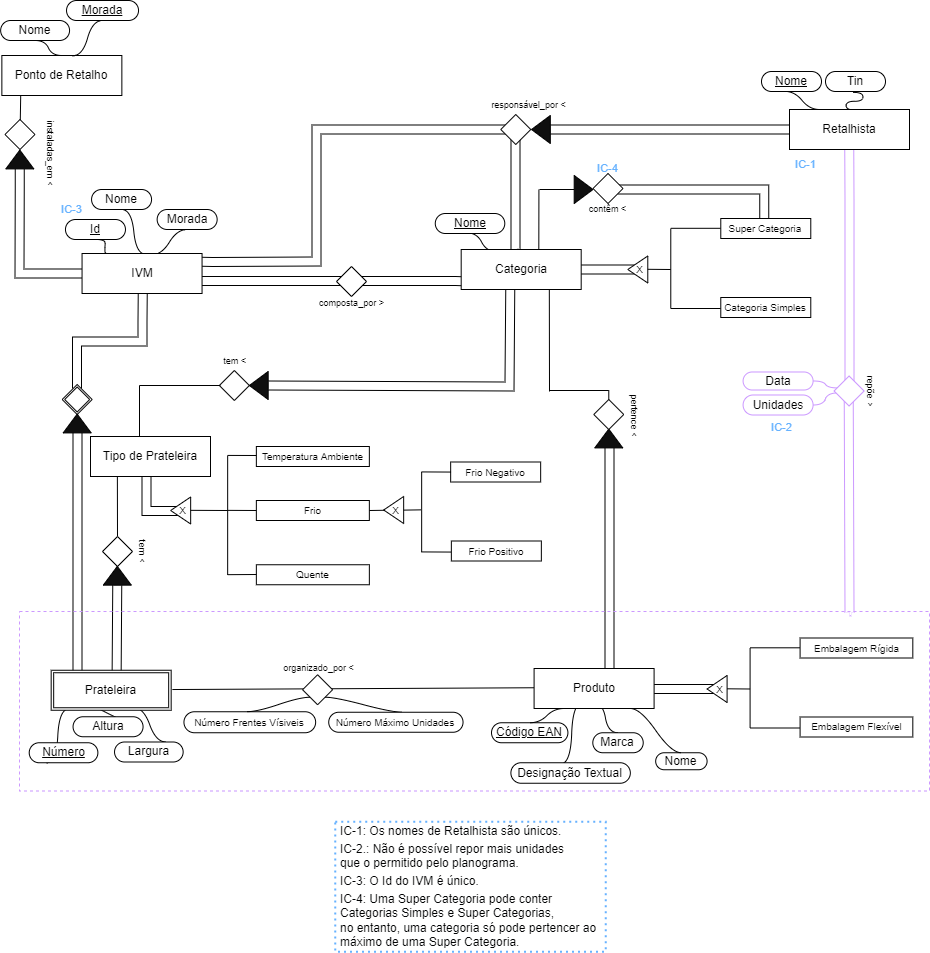 Morada
Nome
Ponto de Retalho
instaladas_em <
responsável_por <
Nome
Tin
Retalhista
IC-1
IC-4
contém <
IC-3
Nome
Id
Morada
IVM
Nome
Categoria
Super Categoria
X
Categoria Simples
composta_por >
tem <
pertence <
Data
Unidades
IC-2
repõe >
Tipo de Prateleira
Temperatura Ambiente
X
Frio
X
Frio Negativo
Frio Positivo
Quente
tem <
organizado_por <
Prateleira
Produto
X
Embalagem Rígida
Embalagem Flexível
Número Frentes Vísiveis
Número Máximo Unidades
Altura
Número
Largura
Código EAN
Marca
Nome
Designação Textual
IC-1: Os nomes de Retalhista são únicos.
IC-2.: Não é possível repor mais unidades
que o permitido pelo planograma.
IC-3: O Id do IVM é único.
IC-4: Uma Super Categoria pode conter
Categorias Simples e Super Categorias,
no entanto, uma categoria só pode pertencer ao
máximo de uma Super Categoria.